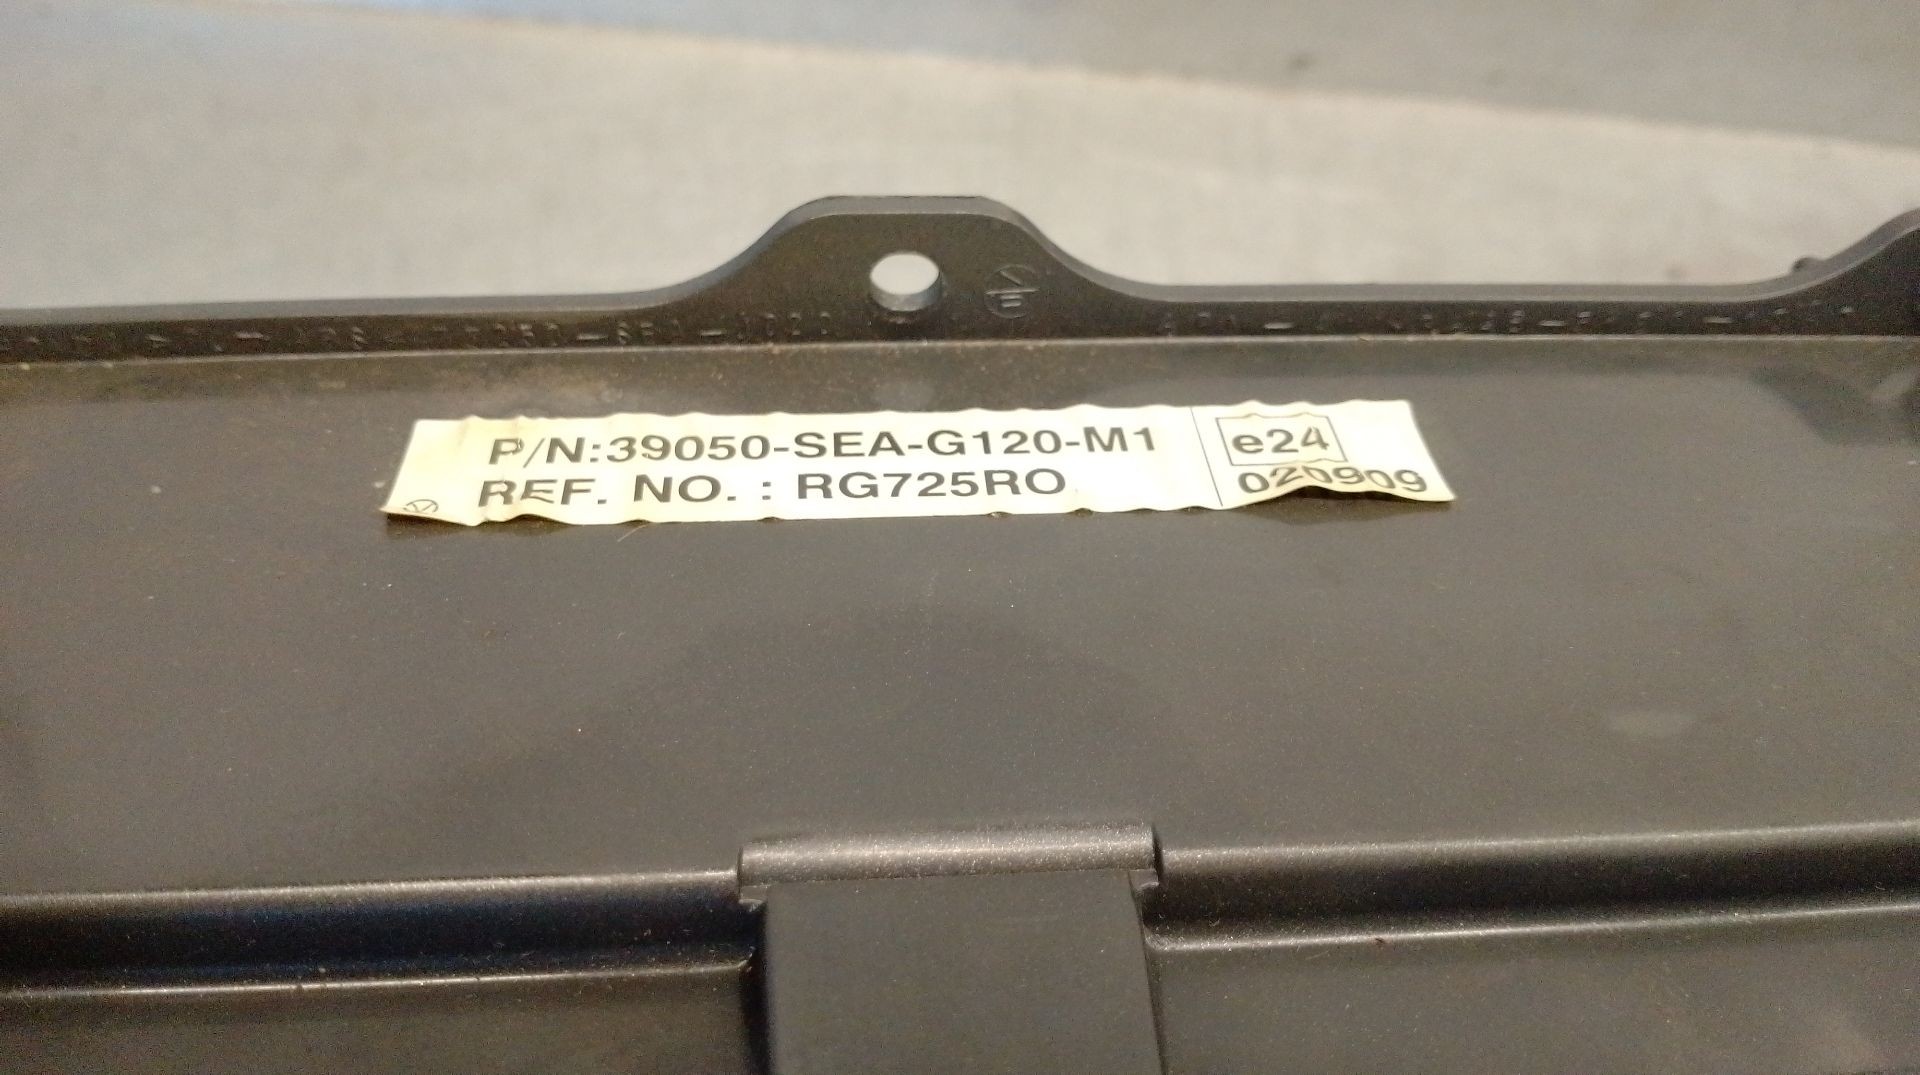 P/N:39050-SEA-G120-M1
REF. NO. : RG725RO
e24
020909